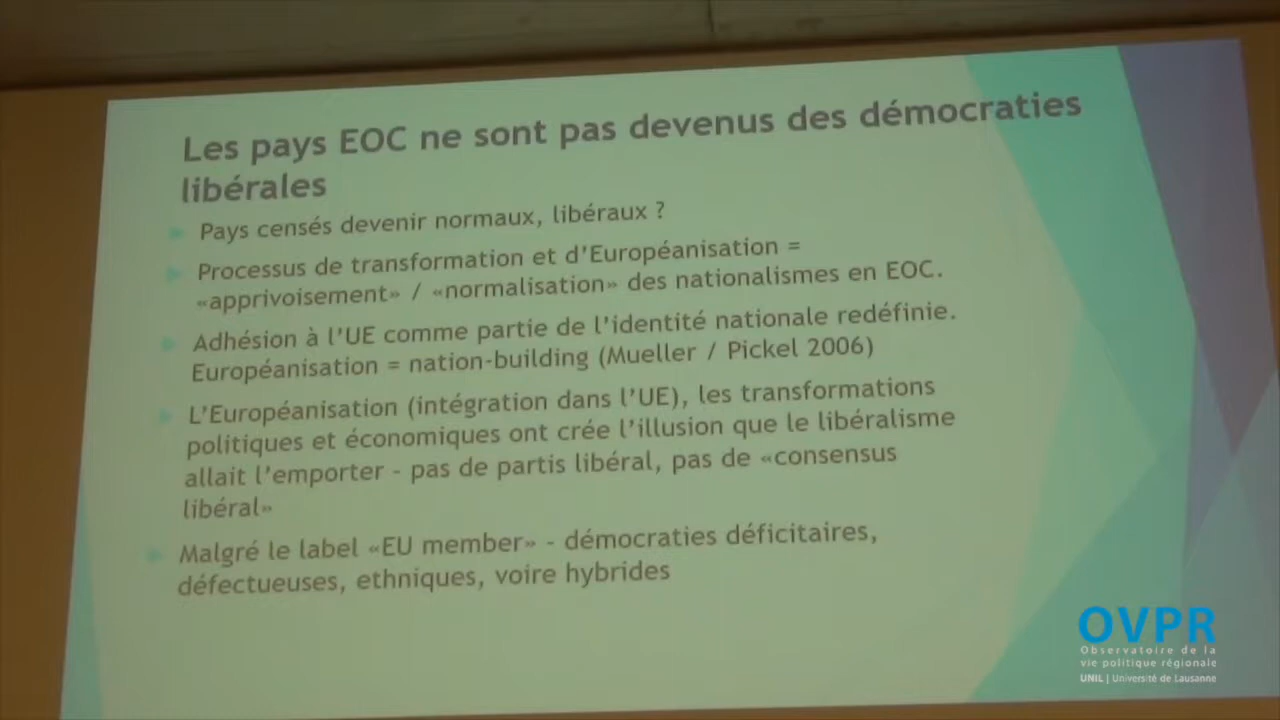 Les pays EOC ne sont pas devenus des démocraties
libérales
Pays censés devenir normaux, libéraux ?
Processus de transformation et d'Européanisation =
«apprivoisement» / «normalisation» des nationalismes en EOC.
Adhésion à l'UE comme partie de l'identité nationale redéfinie.
Européanisation = nation-building (Mueller / Pickel 2006)
L'Européanisation (intégration dans l'UE), les transformations
politiques et économiques ont crée l'illusion que le libéralisme
allait l'emporter - pas de partis libéral, pas de «consensus
libéral»
Malgré le label «EU member» - démocraties déficitaires,
défectueuses, ethniques, voire hybrides
OVPR
Observatoire de la
vie politique régionale
UNIL | Université de Lausanne